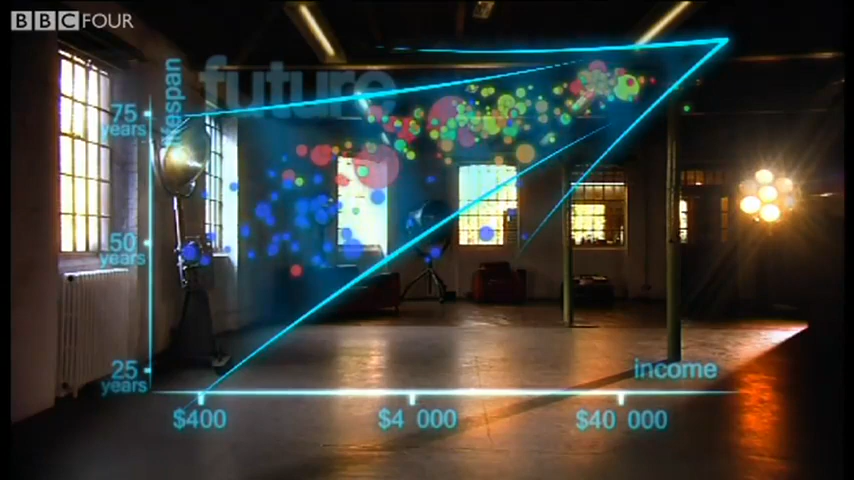 BBC FOUR
future
lifespan
75
years
50
years
25
years
income
$400
$4 000
$40 000